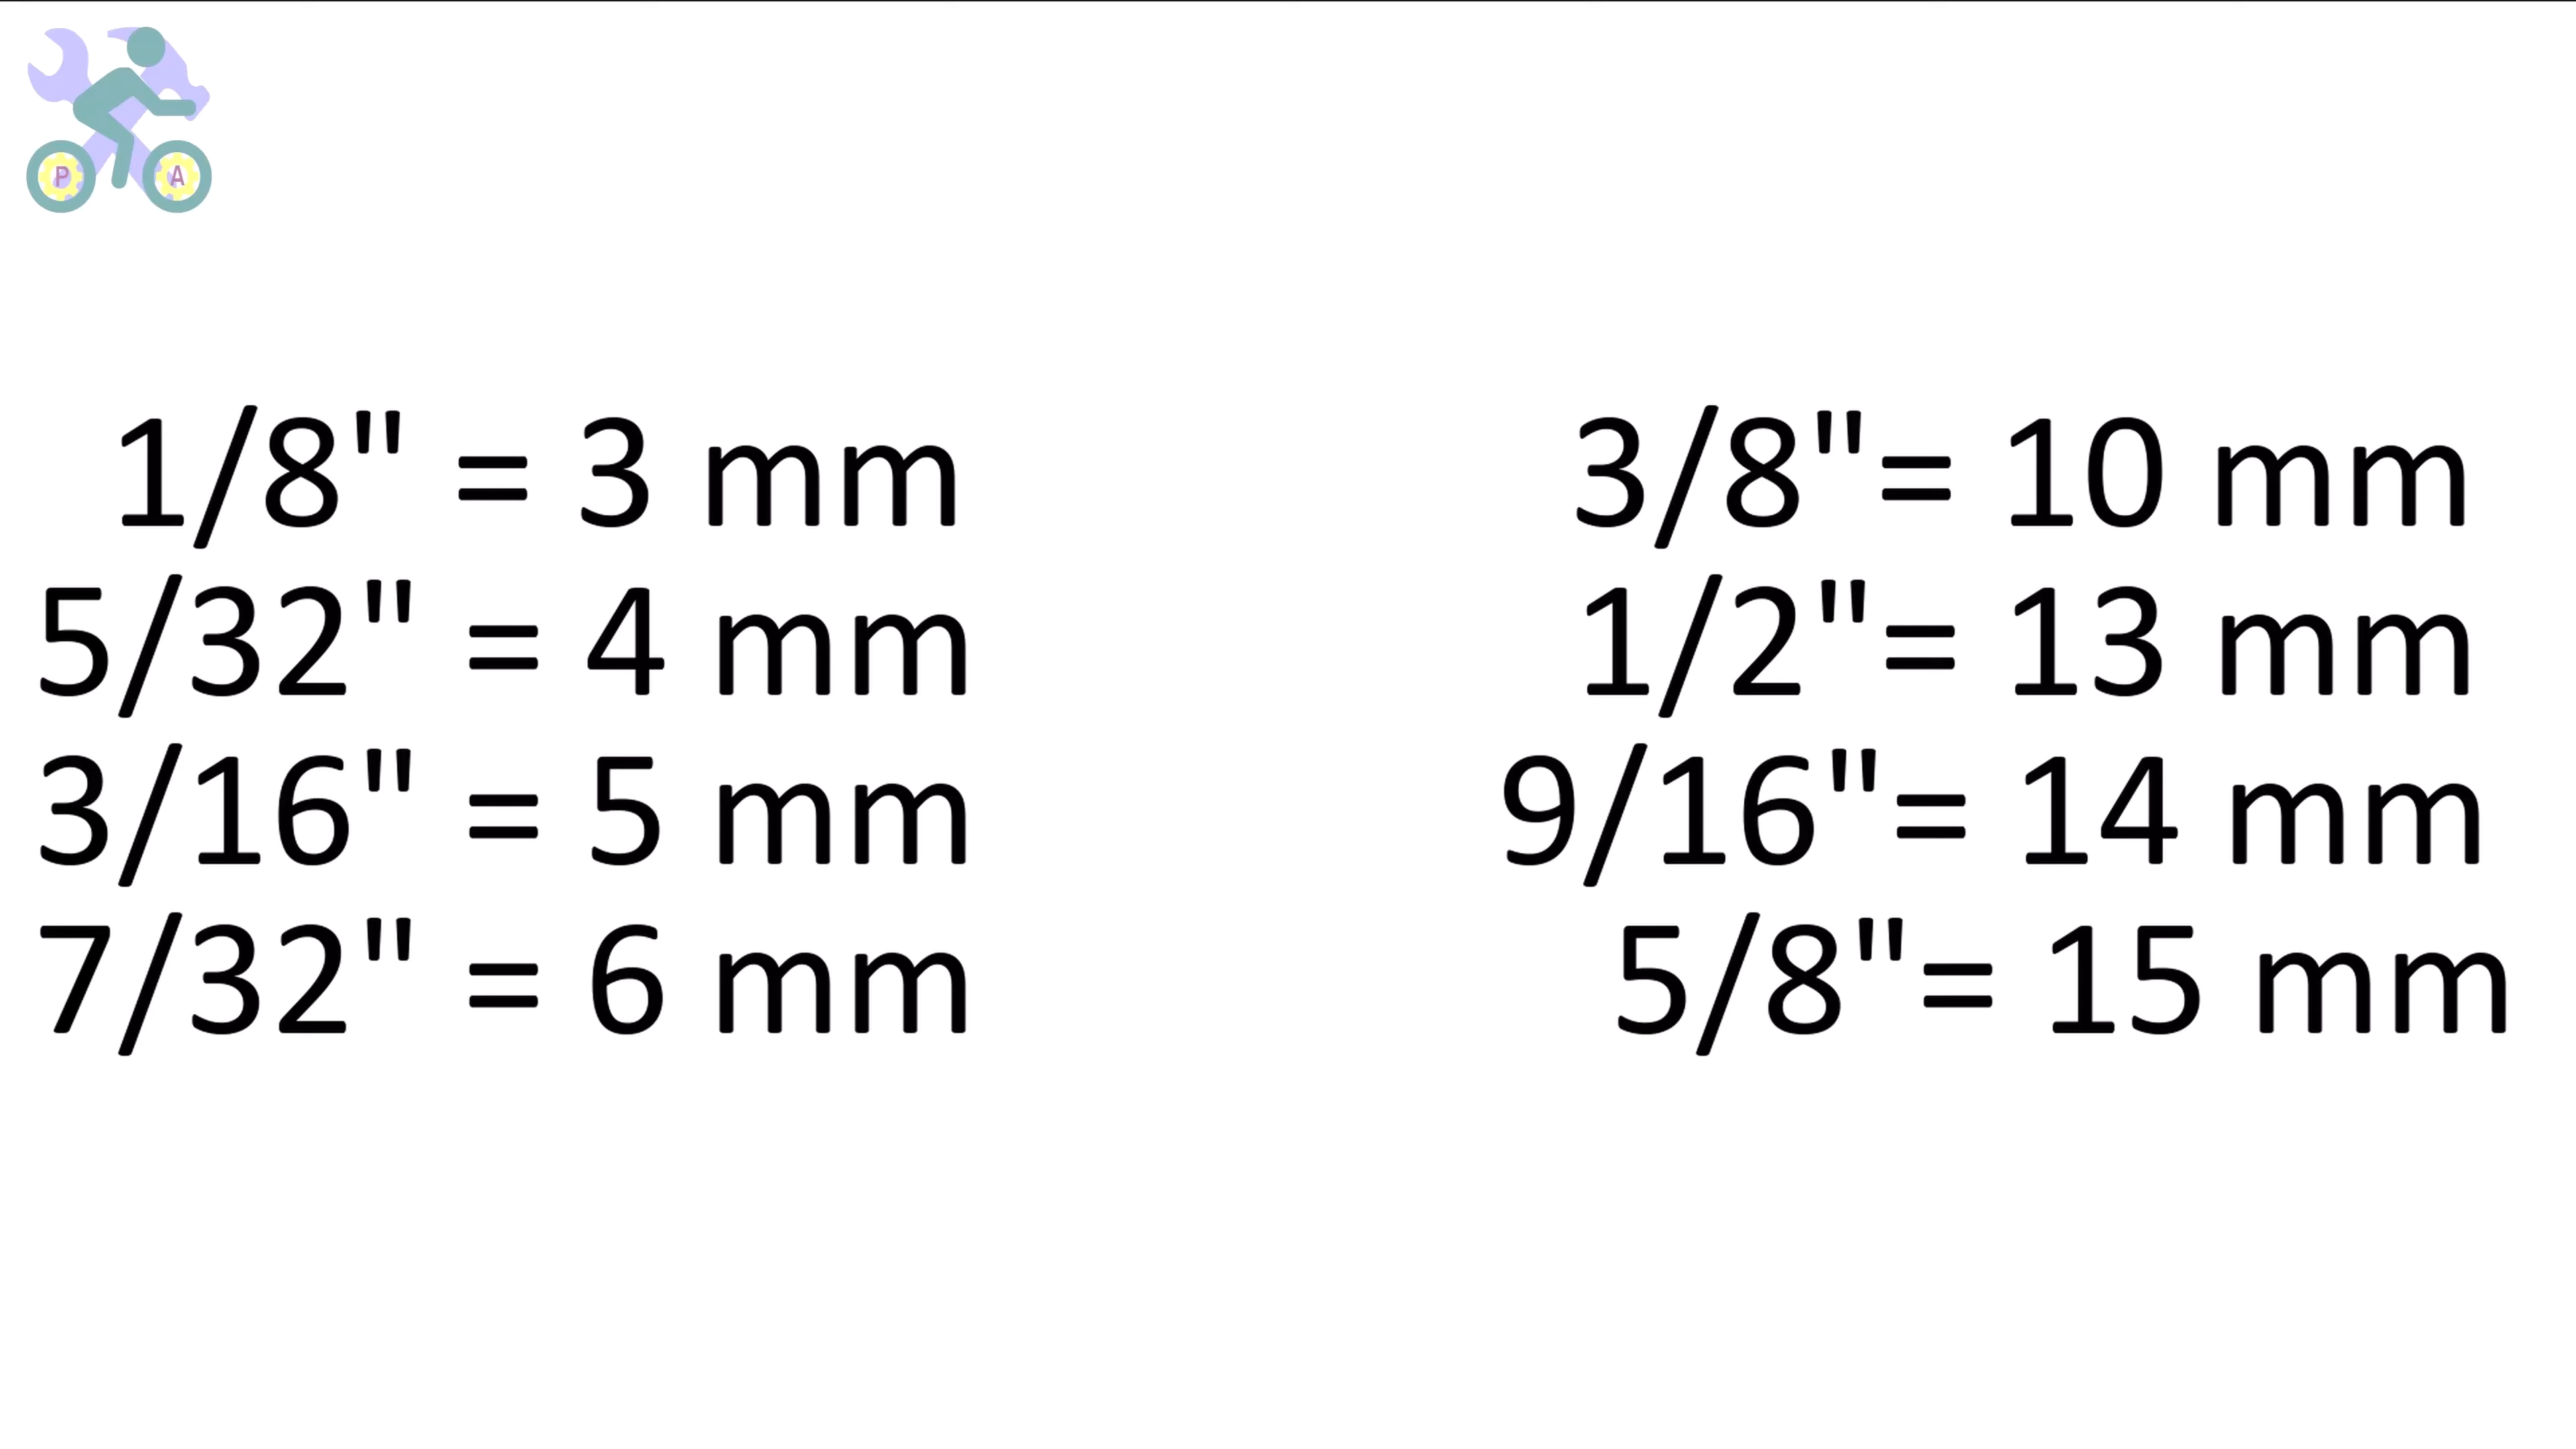 P A
1/8" = 3 mm
5/32" = 4 mm
3/16" = 5 mm
7/32" = 6 mm
3/8"= 10 mm
1/2"= 13 mm
9/16"= 14 mm
5/8"= 15 mm